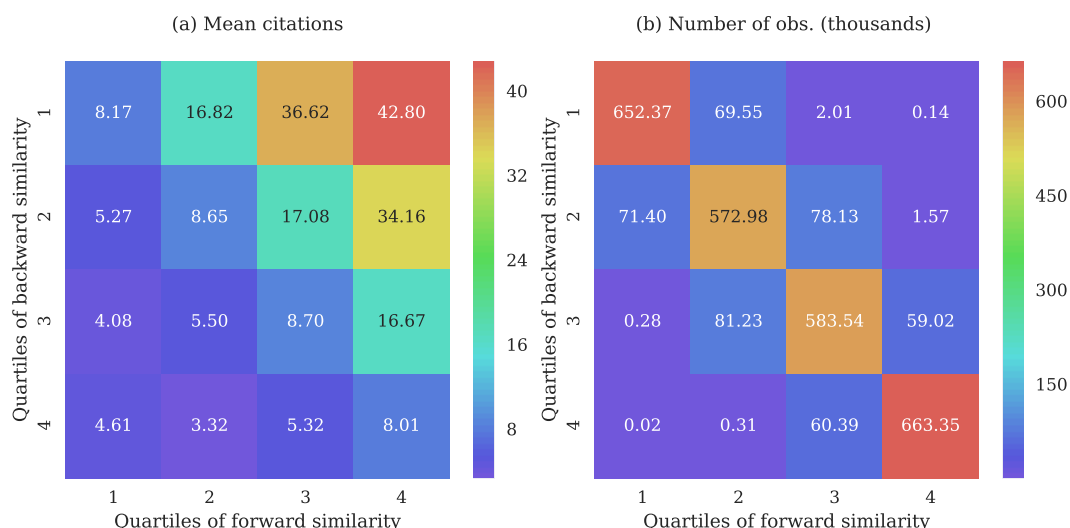 (a) Mean citations
(b) Number of obs. (thousands)
Quartiles of backward similarity
1 8.17 16.82 36.62 42.80
2 5.27 8.65 17.08 34.16
3 4.08 5.50 8.70 16.67
4 4.61 3.32 5.32 8.01
1 2 3 4
Quartiles of forward similarity
40
32
24
16
8
Quartiles of backward similarity
1 652.37 69.55 2.01 0.14
2 71.40 572.98 78.13 1.57
3 0.28 81.23 583.54 59.02
4 0.02 0.31 60.39 663.35
1 2 3 4
Quartiles of forward similarity
600
450
300
150